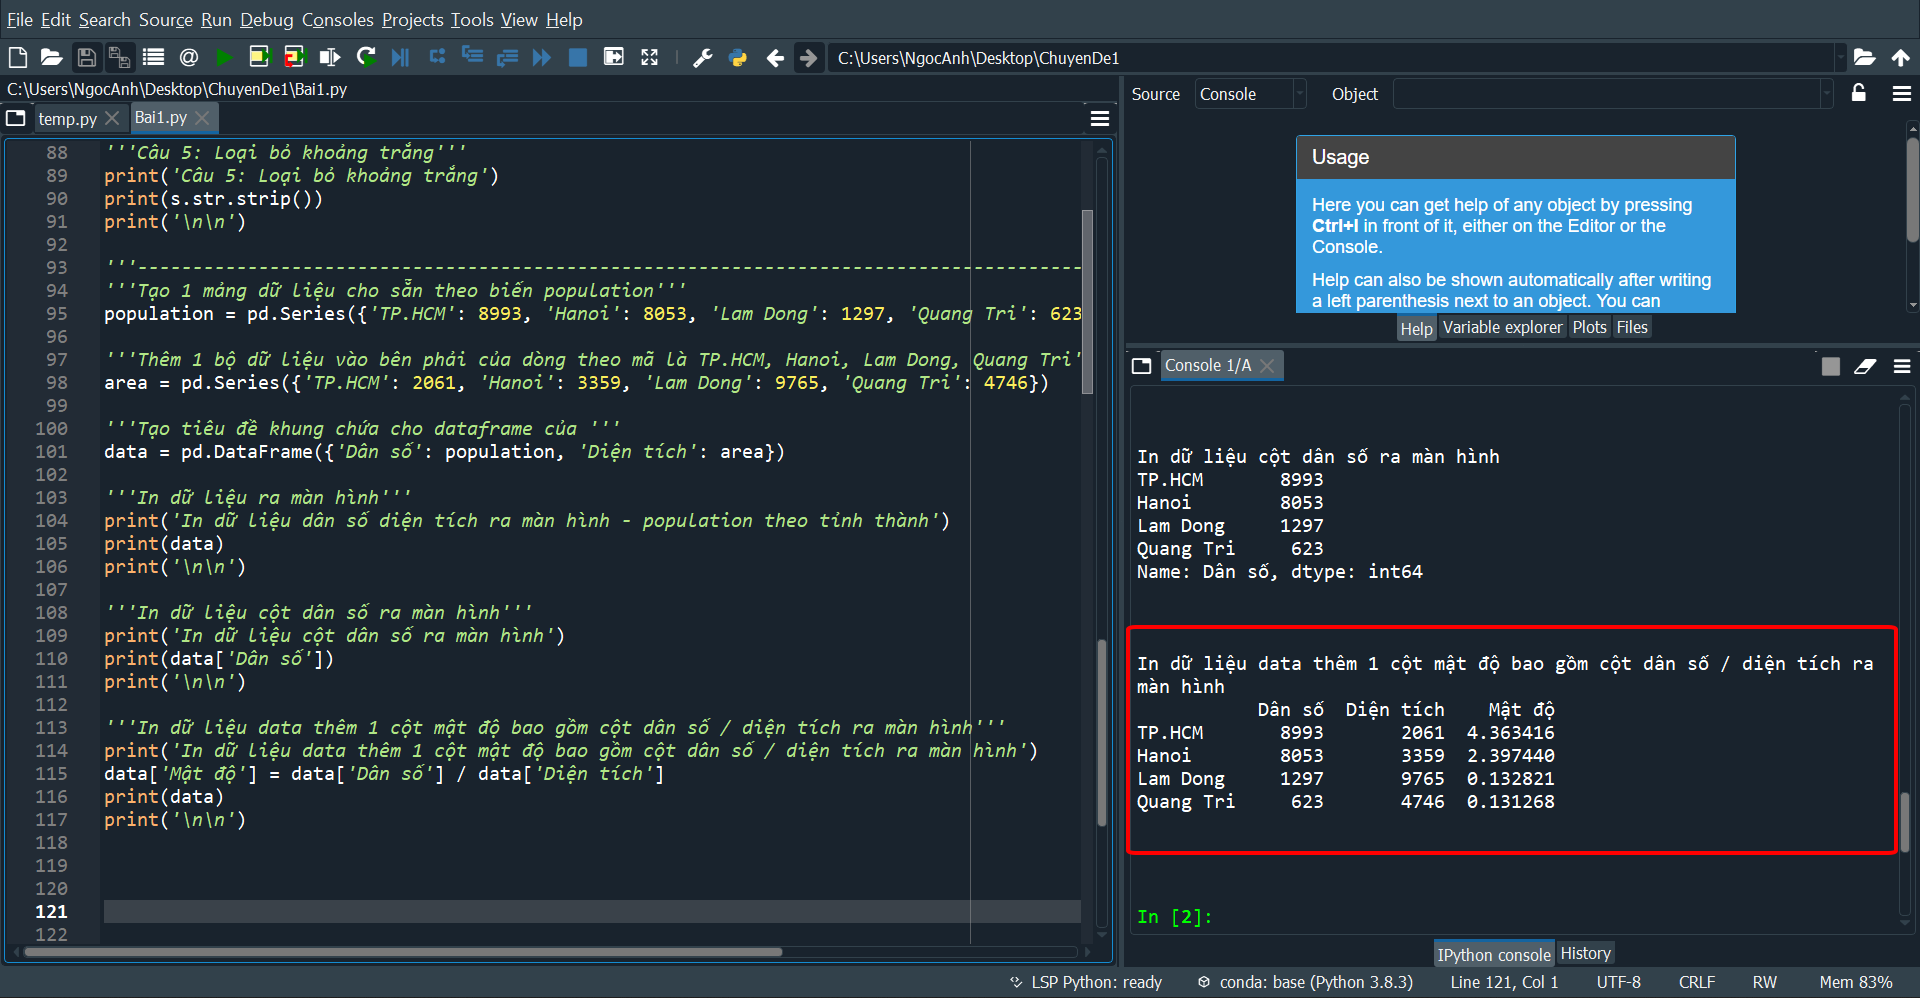 File Edit Search Source Run Debug Consoles Projects Tools View Help
C:\Users\NgocAnh\Desktop\ChuyenDe1
C:\Users\NgocAnh\Desktop\ChuyenDe1\Bai1.py
temp.py Bai1.py
88 '''Câu 5: Loại bỏ khoảng trắng'''
89 print('Câu 5: Loại bỏ khoảng trắng')
90 print(s.str.strip())
91 print('\n\n')
92
93 '''--------------------------------------------------------------------------------------
94 '''Tạo 1 mảng dữ liệu cho sẵn theo biến population'''
95 population = pd.Series({'TP.HCM': 8993, 'Hanoi': 8053, 'Lam Dong': 1297, 'Quang Tri': 623
96
97 '''Thêm 1 bộ dữ liệu vào bên phải của dòng theo mã là TP.HCM, Hanoi, Lam Dong, Quang Tri'
98 area = pd.Series({'TP.HCM': 2061, 'Hanoi': 3359, 'Lam Dong': 9765, 'Quang Tri': 4746})
99
100 '''Tạo tiêu đề khung chứa cho dataframe của '''
101 data = pd.DataFrame({'Dân số': population, 'Diện tích': area})
102
103 '''In dữ liệu ra màn hình'''
104 print('In dữ liệu dân số diện tích ra màn hình - population theo tỉnh thành')
105 print(data)
106 print('\n\n')
107
108 '''In dữ liệu cột dân số ra màn hình'''
109 print('In dữ liệu cột dân số ra màn hình')
110 print(data['Dân số'])
111 print('\n\n')
112
113 '''In dữ liệu data thêm 1 cột mật độ bao gồm cột dân số / diện tích ra màn hình'''
114 print('In dữ liệu data thêm 1 cột mật độ bao gồm cột dân số / diện tích ra màn hình')
115 data['Mật độ'] = data['Dân số'] / data['Diện tích']
116 print(data)
117 print('\n\n')
118
119
120
121
122
Source Console Object
Usage
Here you can get help of any object by pressing
Ctrl+I in front of it, either on the Editor or the
Console.
Help can also be shown automatically after writing
a left parenthesis next to an object. You can
Help Variable explorer Plots Files
Console 1/A
In dữ liệu cột dân số ra màn hình
TP.HCM 8993
Hanoi 8053
Lam Dong 1297
Quang Tri 623
Name: Dân số, dtype: int64
In dữ liệu data thêm 1 cột mật độ bao gồm cột dân số / diện tích ra
màn hình
Dân số Diện tích Mật độ
TP.HCM 8993 2061 4.363416
Hanoi 8053 3359 2.397440
Lam Dong 1297 9765 0.132821
Quang Tri 623 4746 0.131268
In [2]:
IPython console History
LSP Python: ready conda: base (Python 3.8.3) Line 121, Col 1 UTF-8 CRLF RW Mem 83%